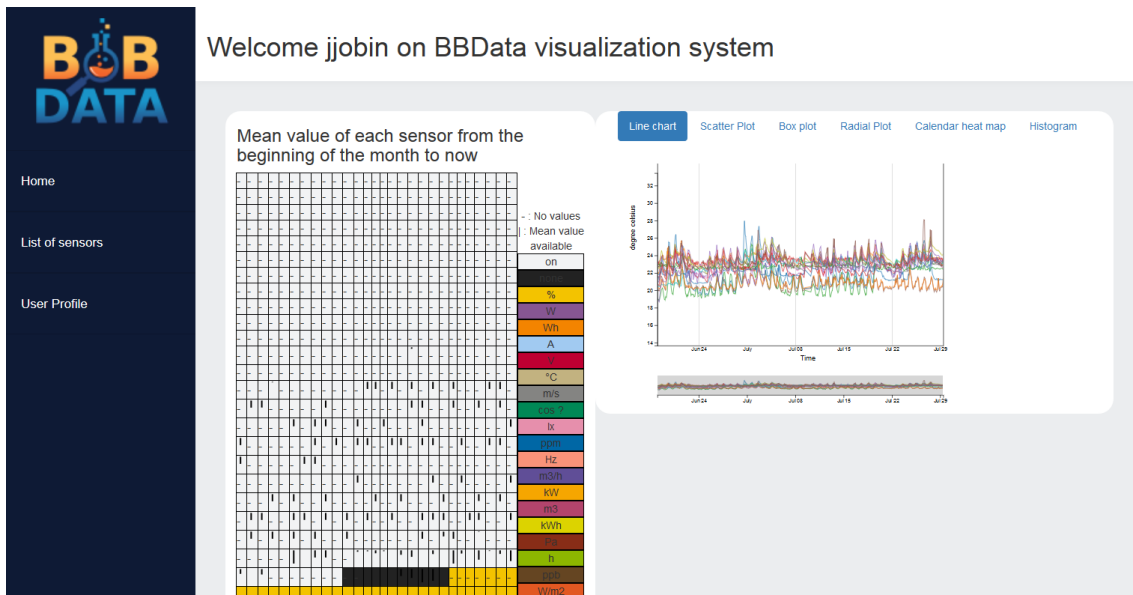 BOB
DATA
Welcome jjobin on BBData visualization system
Home
List of sensors
User Profile
Mean value of each sensor from the
beginning of the month to now
- : No values
| : Mean value
available
on
%
W
Wh
A
V
°C
m/s
cos ?
lx
ppm
Hz
m3/h
kW
m3
kWh
Pa
h
ppb
W/m2
Line chart Scatter Plot Box plot Radial Plot Calendar heat map Histogram
degree celsius
32
30
28
26
24
22
20
18
16
14
Jun 24 July Jul 08 Jul 15 Jul 22 Jul 29
Time
Jun 24 July Jul 08 Jul 15 Jul 22 Jul 29